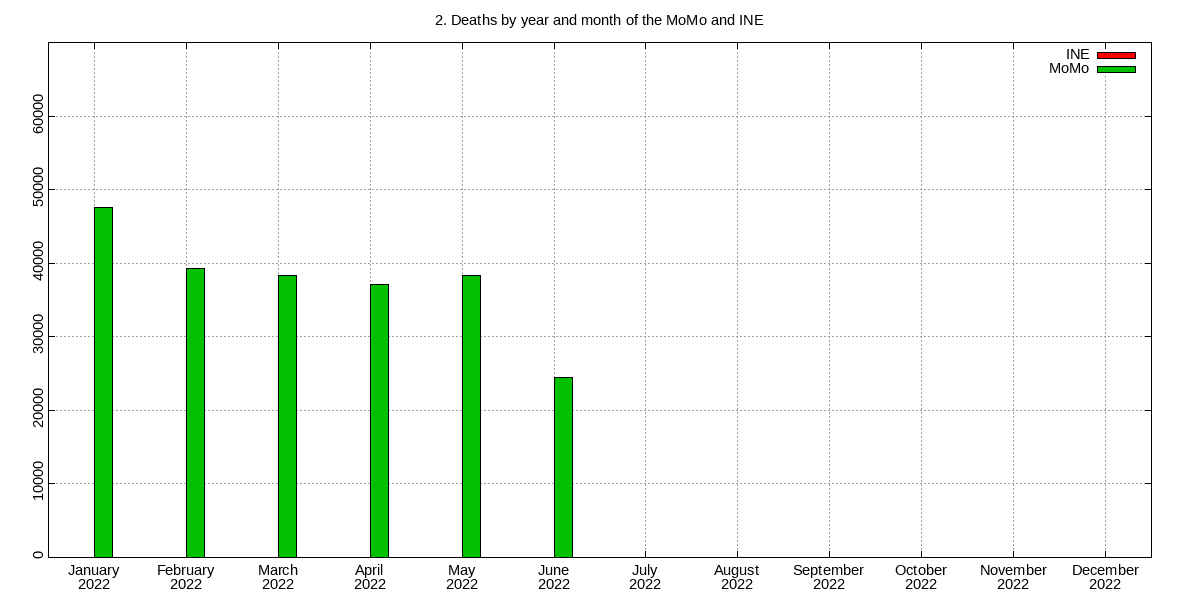 2. Deaths by year and month of the MoMo and INE
INE
MoMo
60000
50000
40000
30000
20000
10000
0
January February March April May June July August September October November December
2022 2022 2022 2022 2022 2022 2022 2022 2022 2022 2022 2022